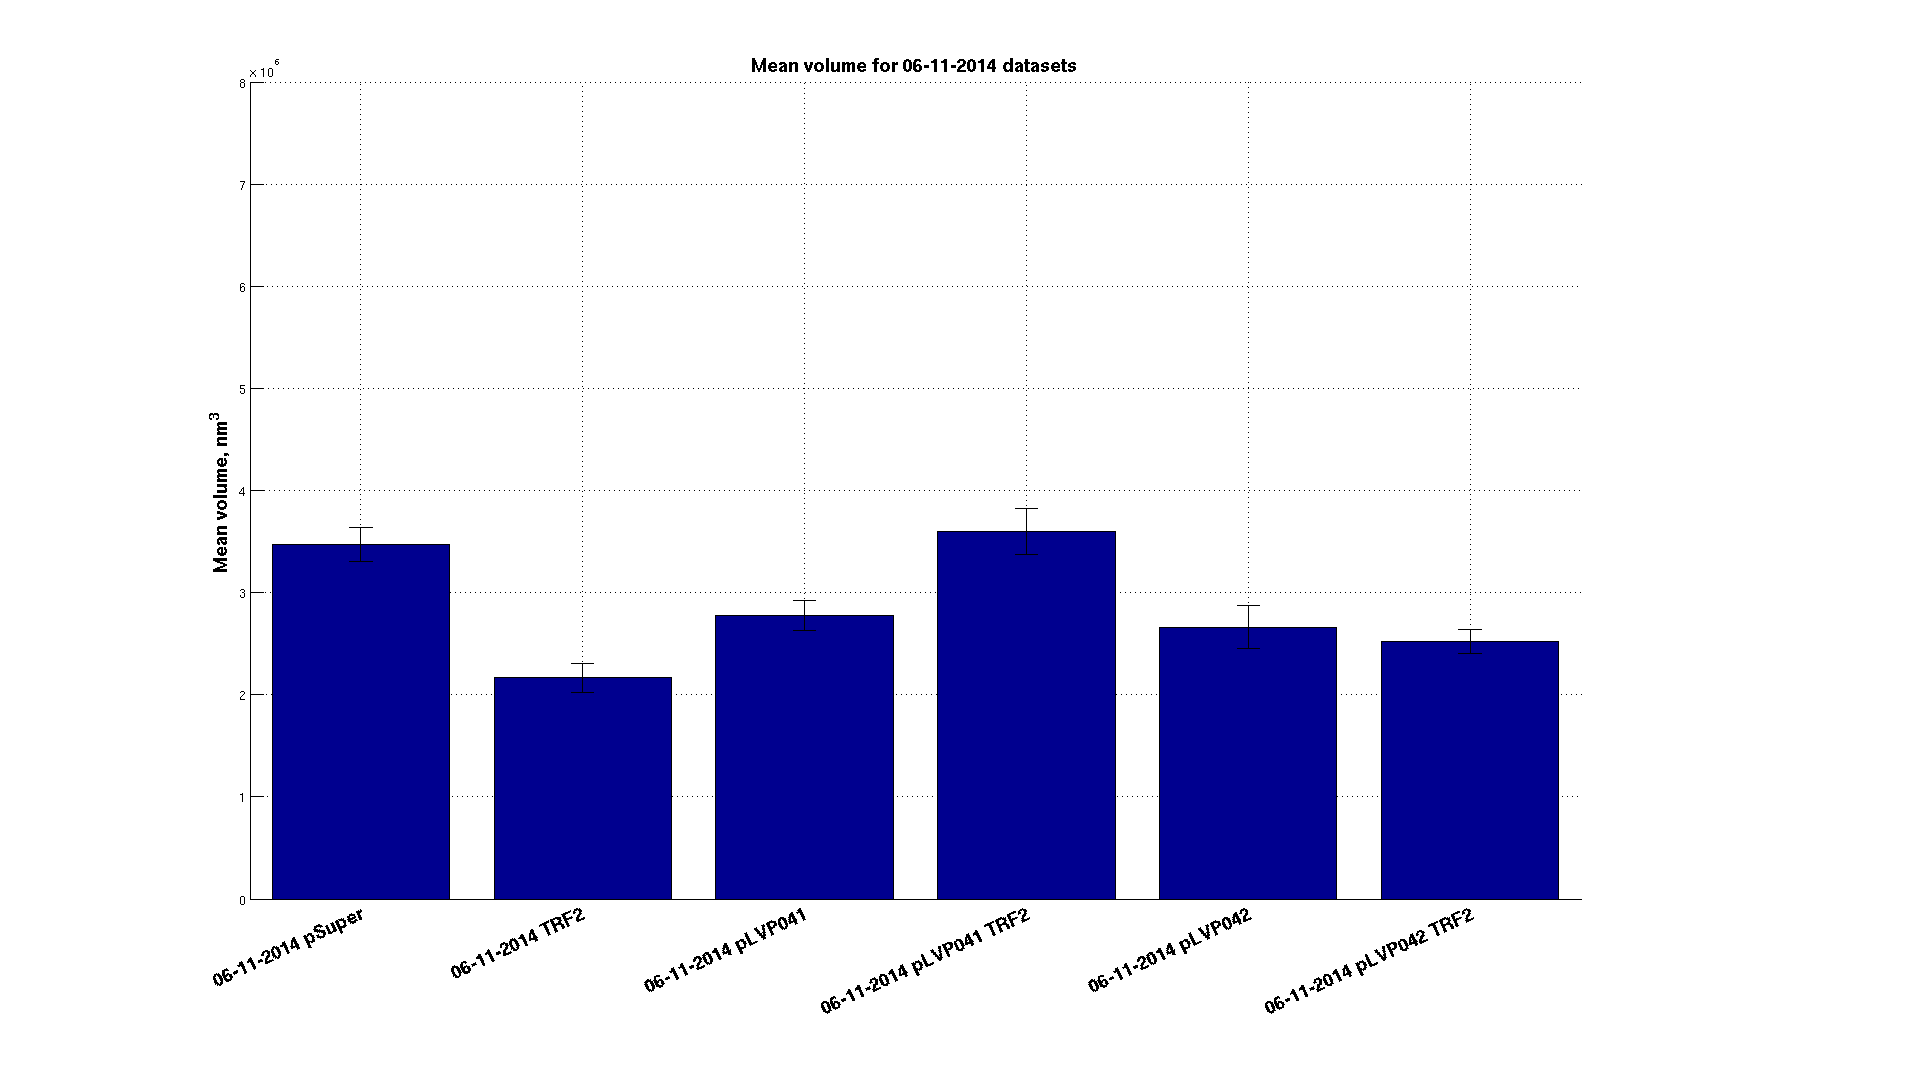 Mean volume for 06-11-2014 datasets
×10⁶
8
7
6
5
4
3
2
1
0
Mean volume, nm³
06-11-2014 pSuper
06-11-2014 TRF2
06-11-2014 pLVP041
06-11-2014 pLVP041 TRF2
06-11-2014 pLVP042
06-11-2014 pLVP042 TRF2